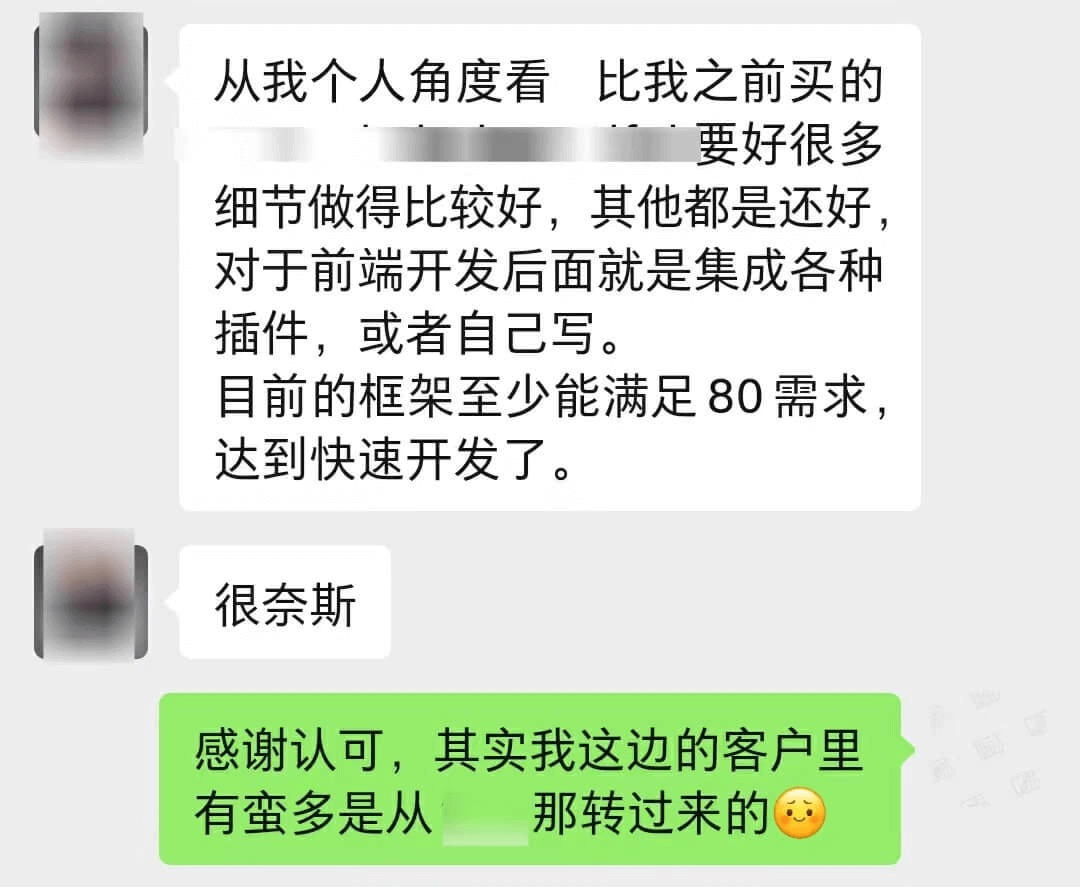 从我个人角度看 比我之前买的
要好很多
细节做得比较好，其他都是还好，
对于前端开发后面就是集成各种
插件，或者自己写。
目前的框架至少能满足80需求，
达到快速开发了。
很奈斯
感谢认可，其实我这边的客户里
有蛮多是从 那转过来的🥹